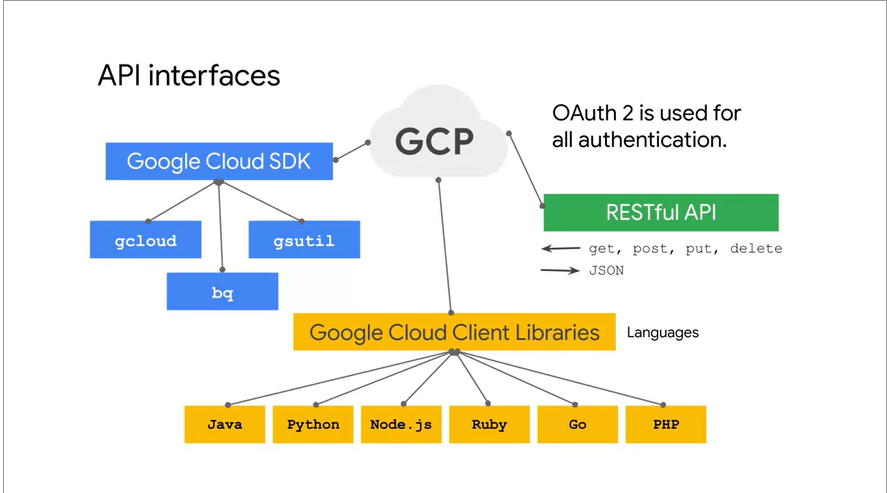 API interfaces
GCP
OAuth 2 is used for
all authentication.
Google Cloud SDK
gcloud
gsutil
bq
RESTful API
get, post, put, delete
JSON
Google Cloud Client Libraries
Languages
Java
Python
Node.js
Ruby
Go
PHP